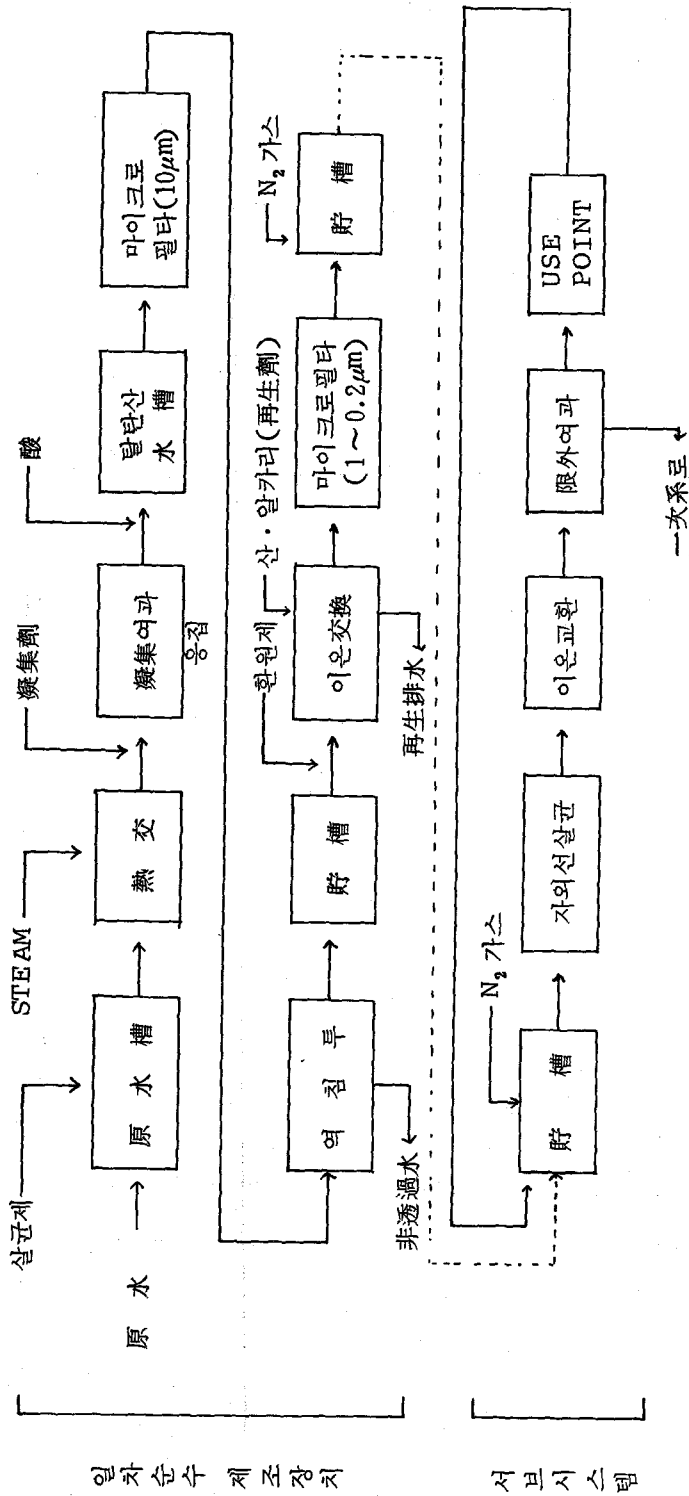 일차순수 제조장치
살균제
STEAM
凝集劑
酸
原水
原水槽
熱交
凝集여과
응집
탈탄산
水槽
마이크로
필타(10μm)
환원제
산·알카리(再生劑)
N₂ 가스
역침투
貯槽
이온交換
마이크로필타
(1~0.2μm)
貯槽
非透過水
再生排水
서브시스템
N₂ 가스
貯槽
자외선살균
이온교환
限外여과
USE
POINT
一次系로